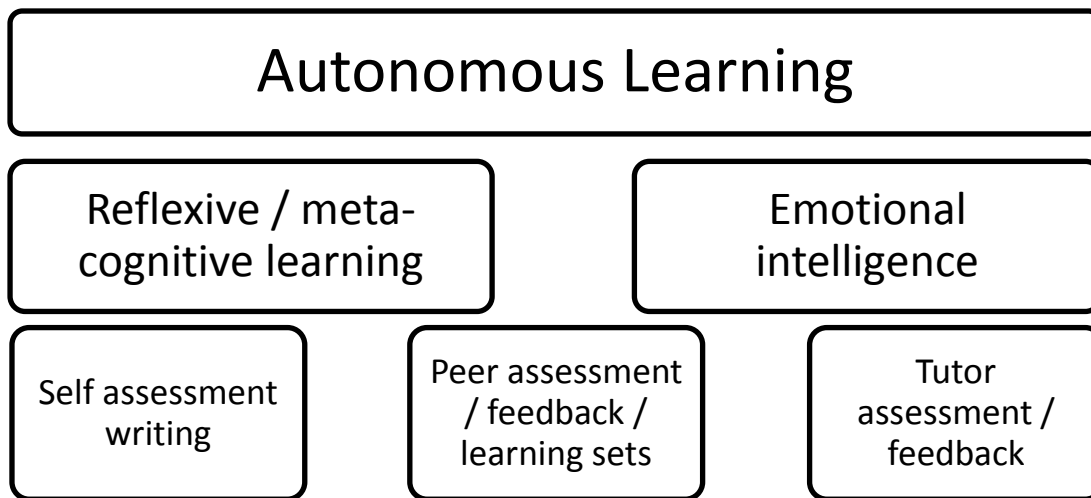 Autonomous Learning
Reflexive / meta-
cognitive learning
Emotional
intelligence
Self assessment
writing
Peer assessment
/ feedback /
learning sets
Tutor
assessment /
feedback